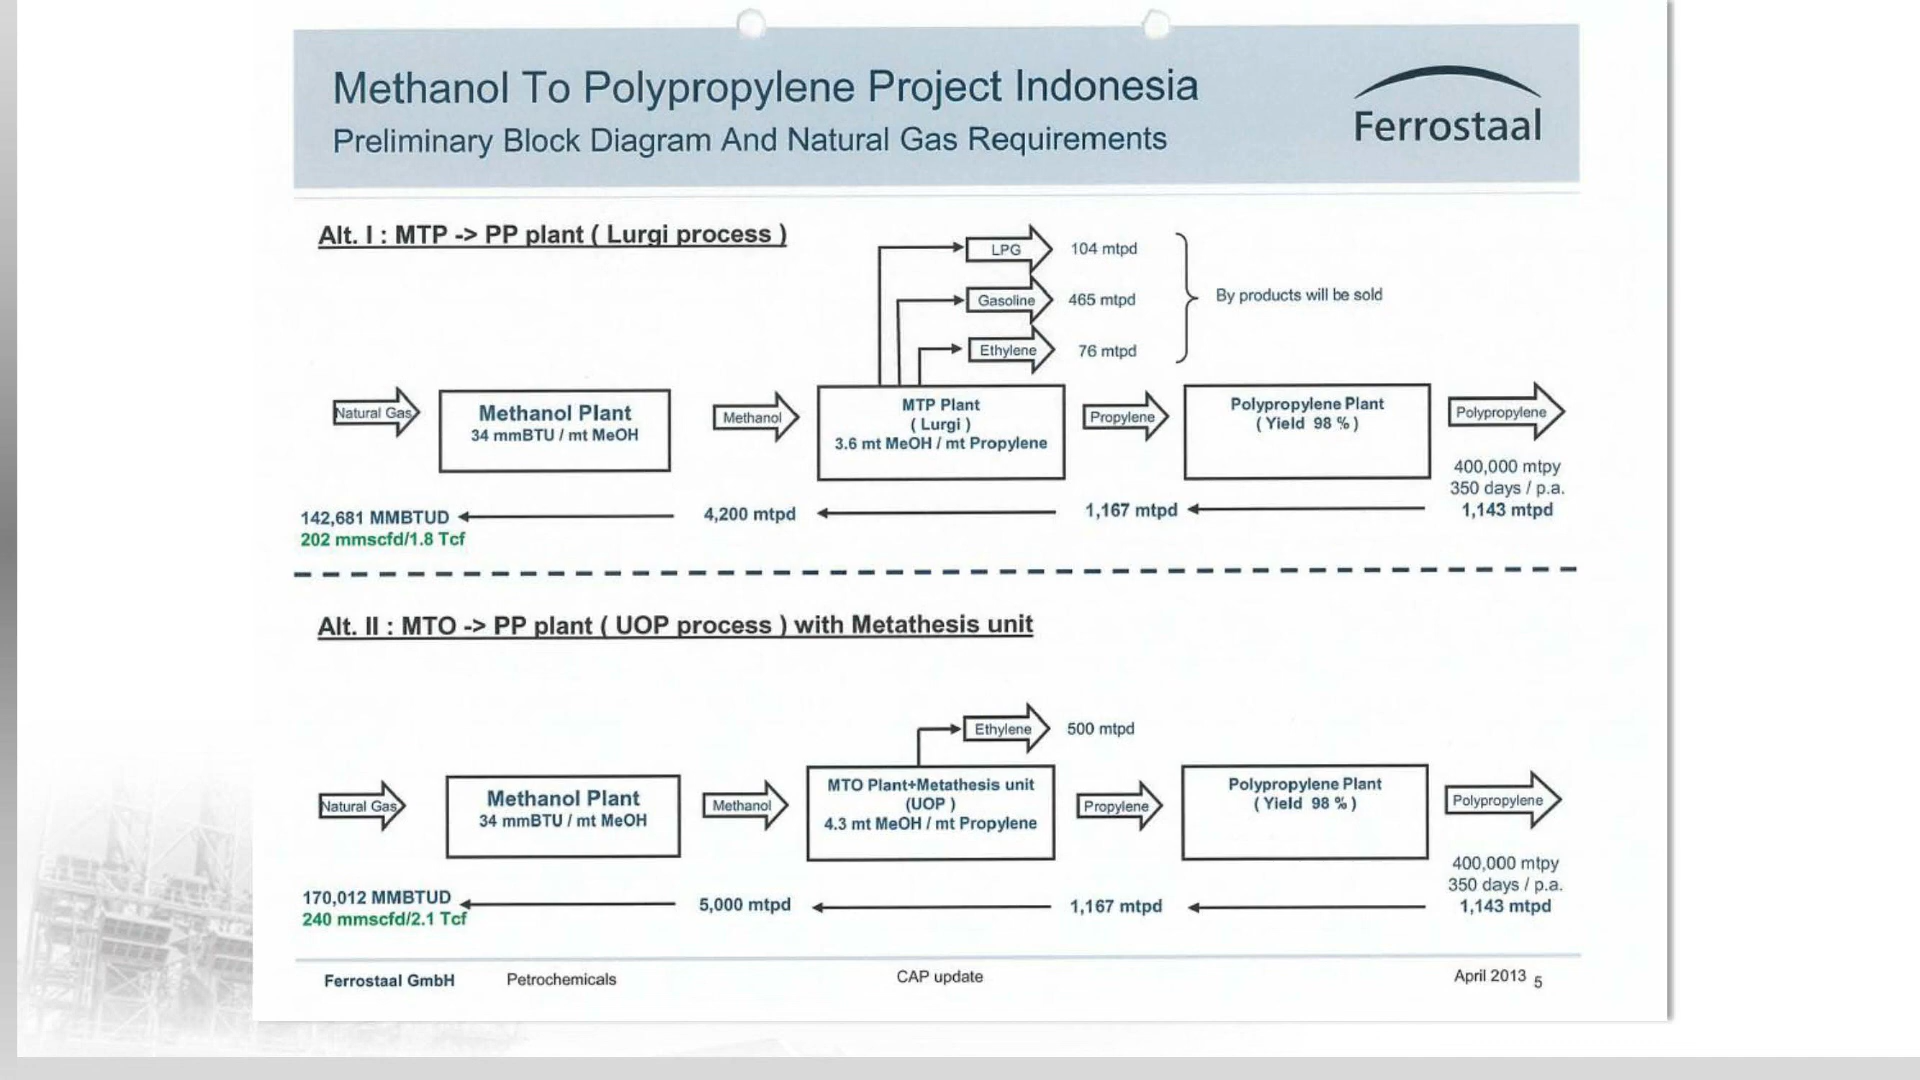 Methanol To Polypropylene Project Indonesia
Preliminary Block Diagram And Natural Gas Requirements
Ferrostaal
Alt. I : MTP -> PP plant ( Lurgi process )
LPG 104 mtpd
Gasoline 465 mtpd
By products will be sold
Ethylene 76 mtpd
Natural Gas
Methanol Plant
34 mmBTU / mt MeOH
Methanol
MTP Plant
( Lurgi )
3.6 mt MeOH / mt Propylene
Propylene
Polypropylene Plant
( Yield 98 % )
Polypropylene
400,000 mtpy
350 days / p.a.
1,143 mtpd
1,167 mtpd
4,200 mtpd
142,681 MMBTUD
202 mmscfd/1.8 Tcf
Alt. II : MTO -> PP plant ( UOP process ) with Metathesis unit
Ethylene 500 mtpd
Natural Gas
Methanol Plant
34 mmBTU / mt MeOH
Methanol
MTO Plant+Metathesis unit
(UOP )
4.3 mt MeOH / mt Propylene
Propylene
Polypropylene Plant
( Yield 98 % )
Polypropylene
400,000 mtpy
350 days / p.a.
1,143 mtpd
1,167 mtpd
5,000 mtpd
170,012 MMBTUD
240 mmscfd/2.1 Tcf
Ferrostaal GmbH Petrochemicals CAP update April 2013 5